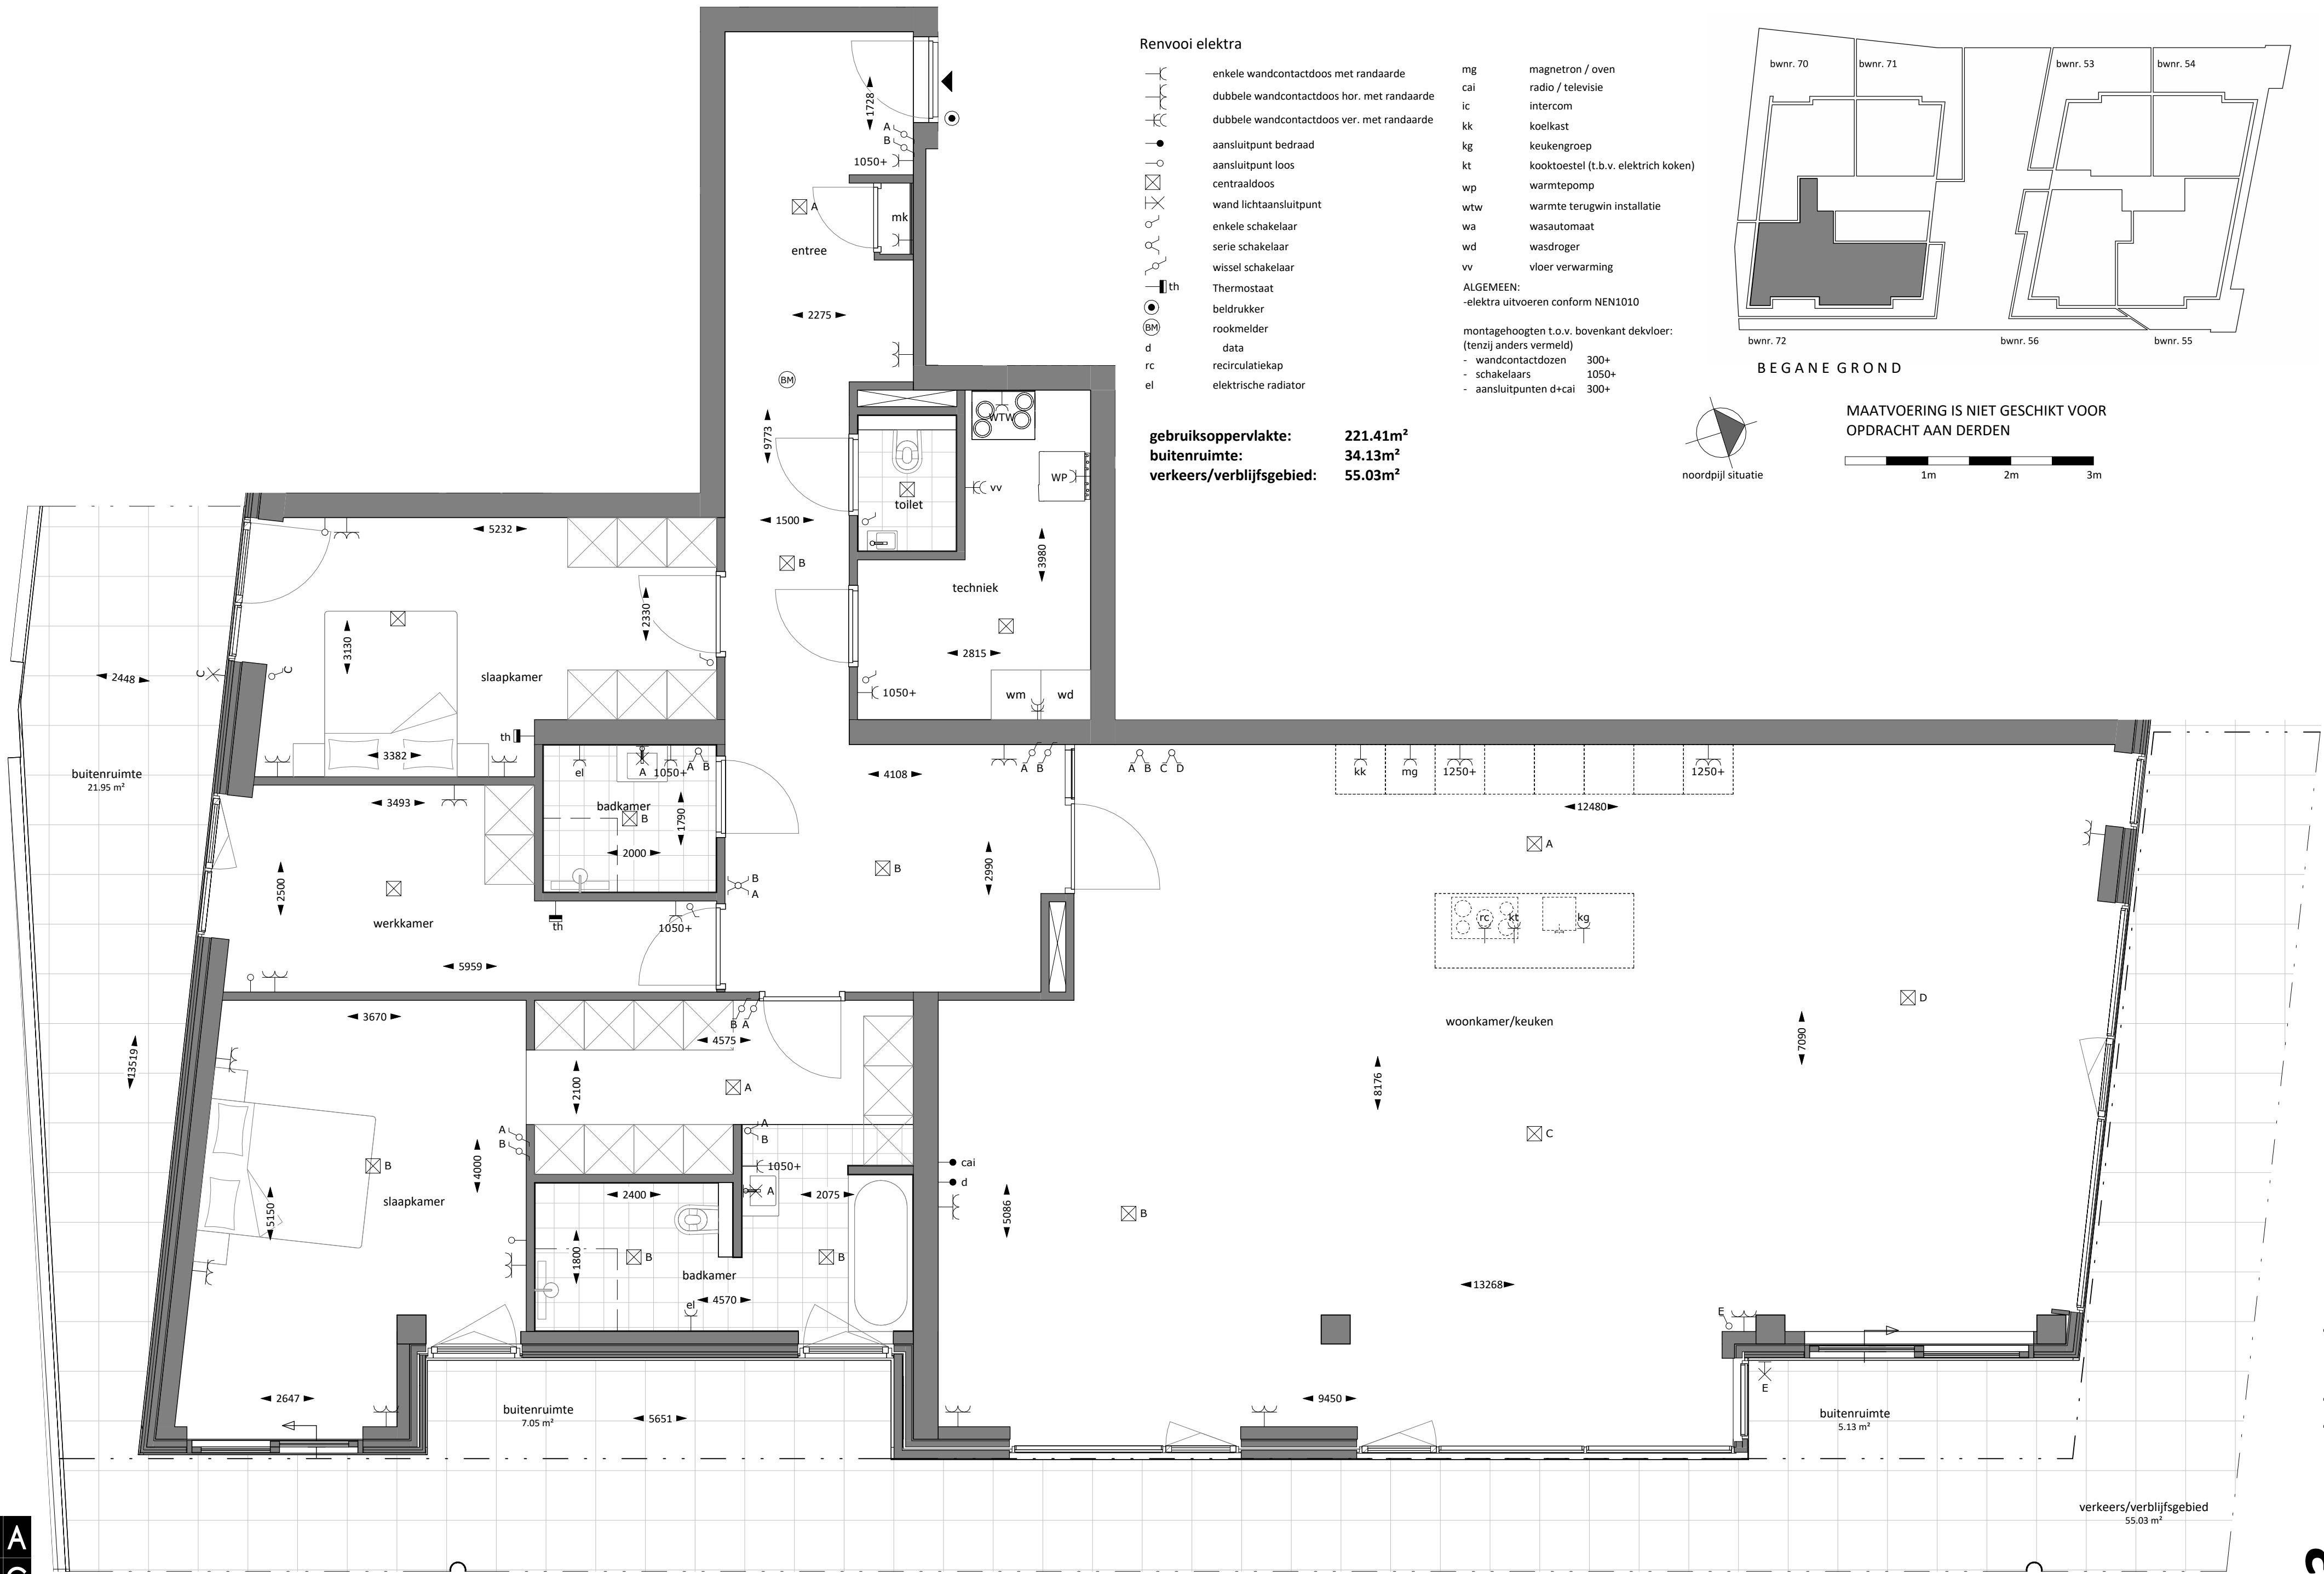 Renvooi elektra
enkele wandcontactdoos met randaarde
dubbele wandcontactdoos hor. met randaarde
dubbele wandcontactdoos ver. met randaarde
aansluitpunt bedraad
aansluitpunt loos
centraaldoos
wand lichtaansluitpunt
enkele schakelaar
serie schakelaar
wissel schakelaar
th Thermostaat
beldrukker
BM rookmelder
d data
rc recirculatiekap
el elektrische radiator
mg magnetron / oven
cai radio / televisie
ic intercom
kk koelkast
kg keukengroep
kt kooktoestel (t.b.v. elektrich koken)
wp warmtepomp
wtw warmte terugwin installatie
wa wasautomaat
wd wasdroger
vv vloer verwarming
ALGEMEEN:
-elektra uitvoeren conform NEN1010
montagehoogten t.o.v. bovenkant dekvloer:
(tenzij anders vermeld)
- wandcontactdozen 300+
- schakelaars 1050+
- aansluitpunten d+cai 300+
gebruiksoppervlakte: 221.41m²
buitenruimte: 34.13m²
verkeers/verblijfsgebied: 55.03m²
bwnr. 70
bwnr. 71
bwnr. 53
bwnr. 54
bwnr. 72
bwnr. 56
bwnr. 55
BEGANE GROND
noordpijl situatie
MAATVOERING IS NIET GESCHIKT VOOR
OPDRACHT AAN DERDEN
1m 2m 3m
1728
A
B
1050+
A
mk
entree
2275
BM
9773
WTW
WP
vv
toilet
1500
B
3980
techniek
2815
1050+
wm wd
5232
2330
3130
slaapkamer
C
C
2448
th
3382
buitenruimte
21.95 m²
el
A
1050+
A B
badkamer
B
1790
2000
3493
2500
werkkamer
th
1050+
5959
B
A
4108
A B
2990
B
A B C D
kk
mg
1250+
1250+
12480
A
rc kt kg
D
woonkamer/keuken
7090
8176
C
B
5086
13268
cai
d
9450
E
E
3670
13519
B A
4575
2100
A
A
B
A
B
1050+
A
4000
B
slaapkamer
5150
2400
2075
1800
B
B
badkamer
4570
el
2647
buitenruimte
7.05 m²
5651
buitenruimte
5.13 m²
verkeers/verblijfsgebied
55.03 m²
A